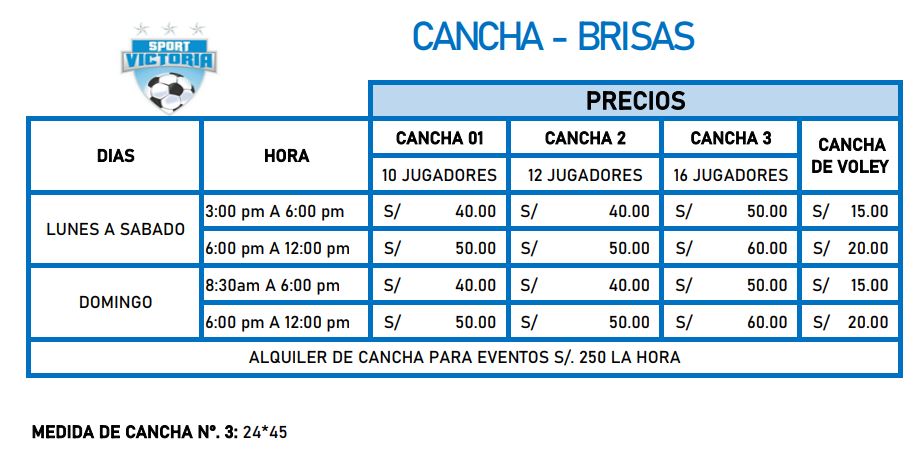 SPORT
VICTORIA
CANCHA - BRISAS
PRECIOS
DIAS HORA CANCHA 01 CANCHA 2 CANCHA 3 CANCHA DE VOLEY
10 JUGADORES 12 JUGADORES 16 JUGADORES
LUNES A SABADO 3:00 pm A 6:00 pm S/ 40.00 S/ 40.00 S/ 50.00 S/ 15.00
6:00 pm A 12:00 pm S/ 50.00 S/ 50.00 S/ 60.00 S/ 20.00
DOMINGO 8:30am A 6:00 pm S/ 40.00 S/ 40.00 S/ 50.00 S/ 15.00
6:00 pm A 12:00 pm S/ 50.00 S/ 50.00 S/ 60.00 S/ 20.00
ALQUILER DE CANCHA PARA EVENTOS S/. 250 LA HORA
MEDIDA DE CANCHA Nº. 3: 24*45